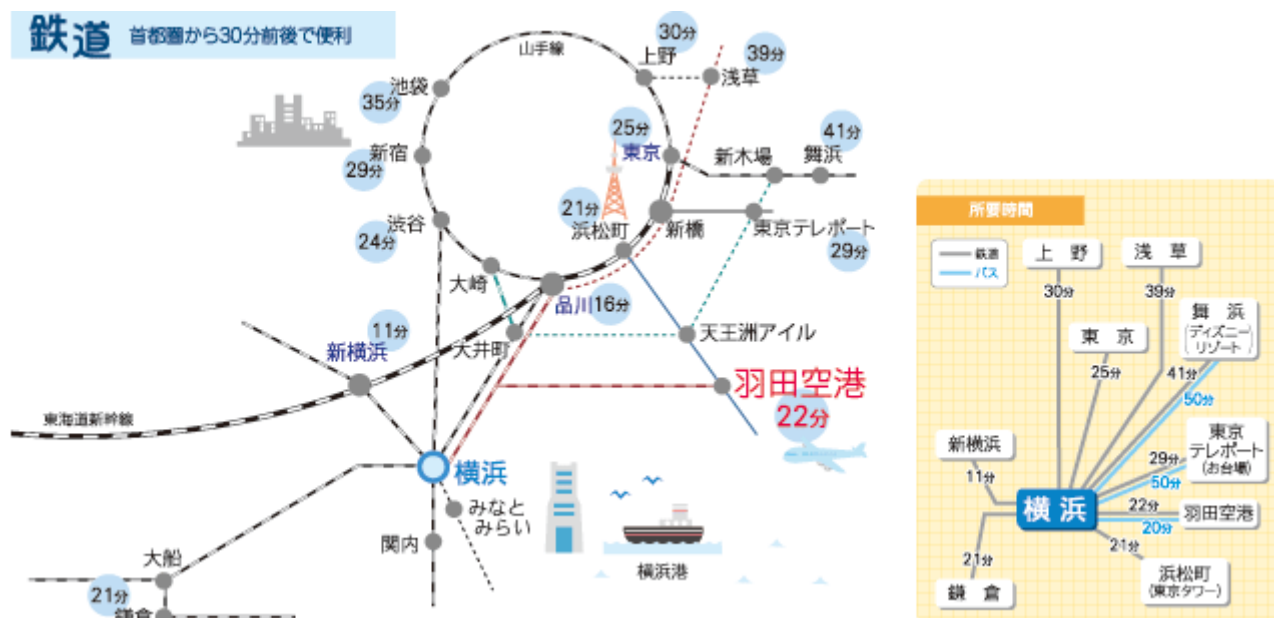 鉄道 首都圏から30分前後で便利
山手線
上野
30分
浅草
39分
池袋
35分
新宿
29分
渋谷
24分
大崎
品川16分
浜松町
21分
東京
25分
新橋
新木場
舞浜
41分
東京テレポート
29分
天王洲アイル
大井町
新横浜
11分
東海道新幹線
羽田空港
22分
横浜
みなと
みらい
関内
横浜港
大船
21分
鎌倉
所要時間
鉄道
バス
上野
30分
浅草
39分
東京
25分
舞浜
(ディズニー
リゾート)
41分
50分
東京
テレポート
(お台場)
29分
50分
新横浜
11分
横浜
22分
20分
羽田空港
21分
浜松町
(東京タワー)
21分
鎌倉